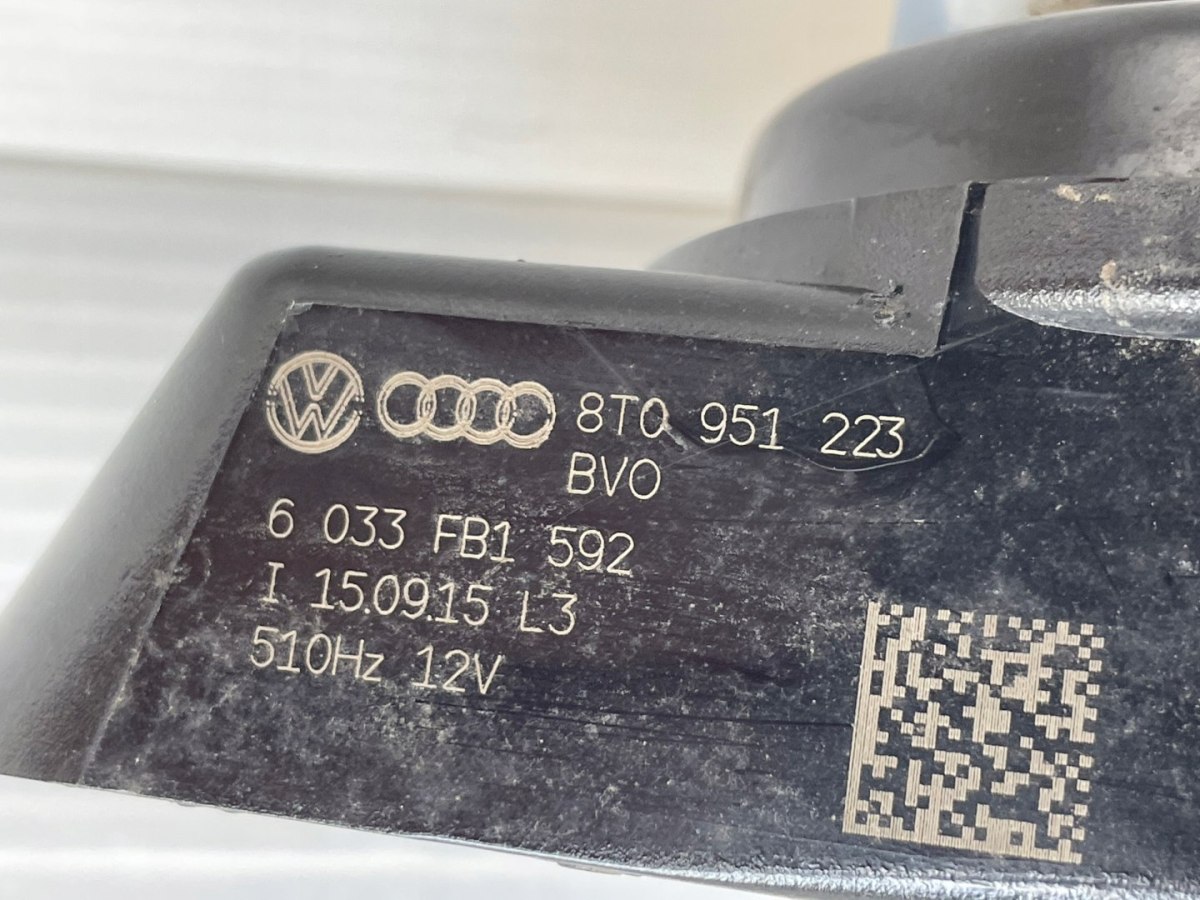 8T0 951 223
BVO
6 033 FB1 592
I 15.09.15 L3
510Hz 12V